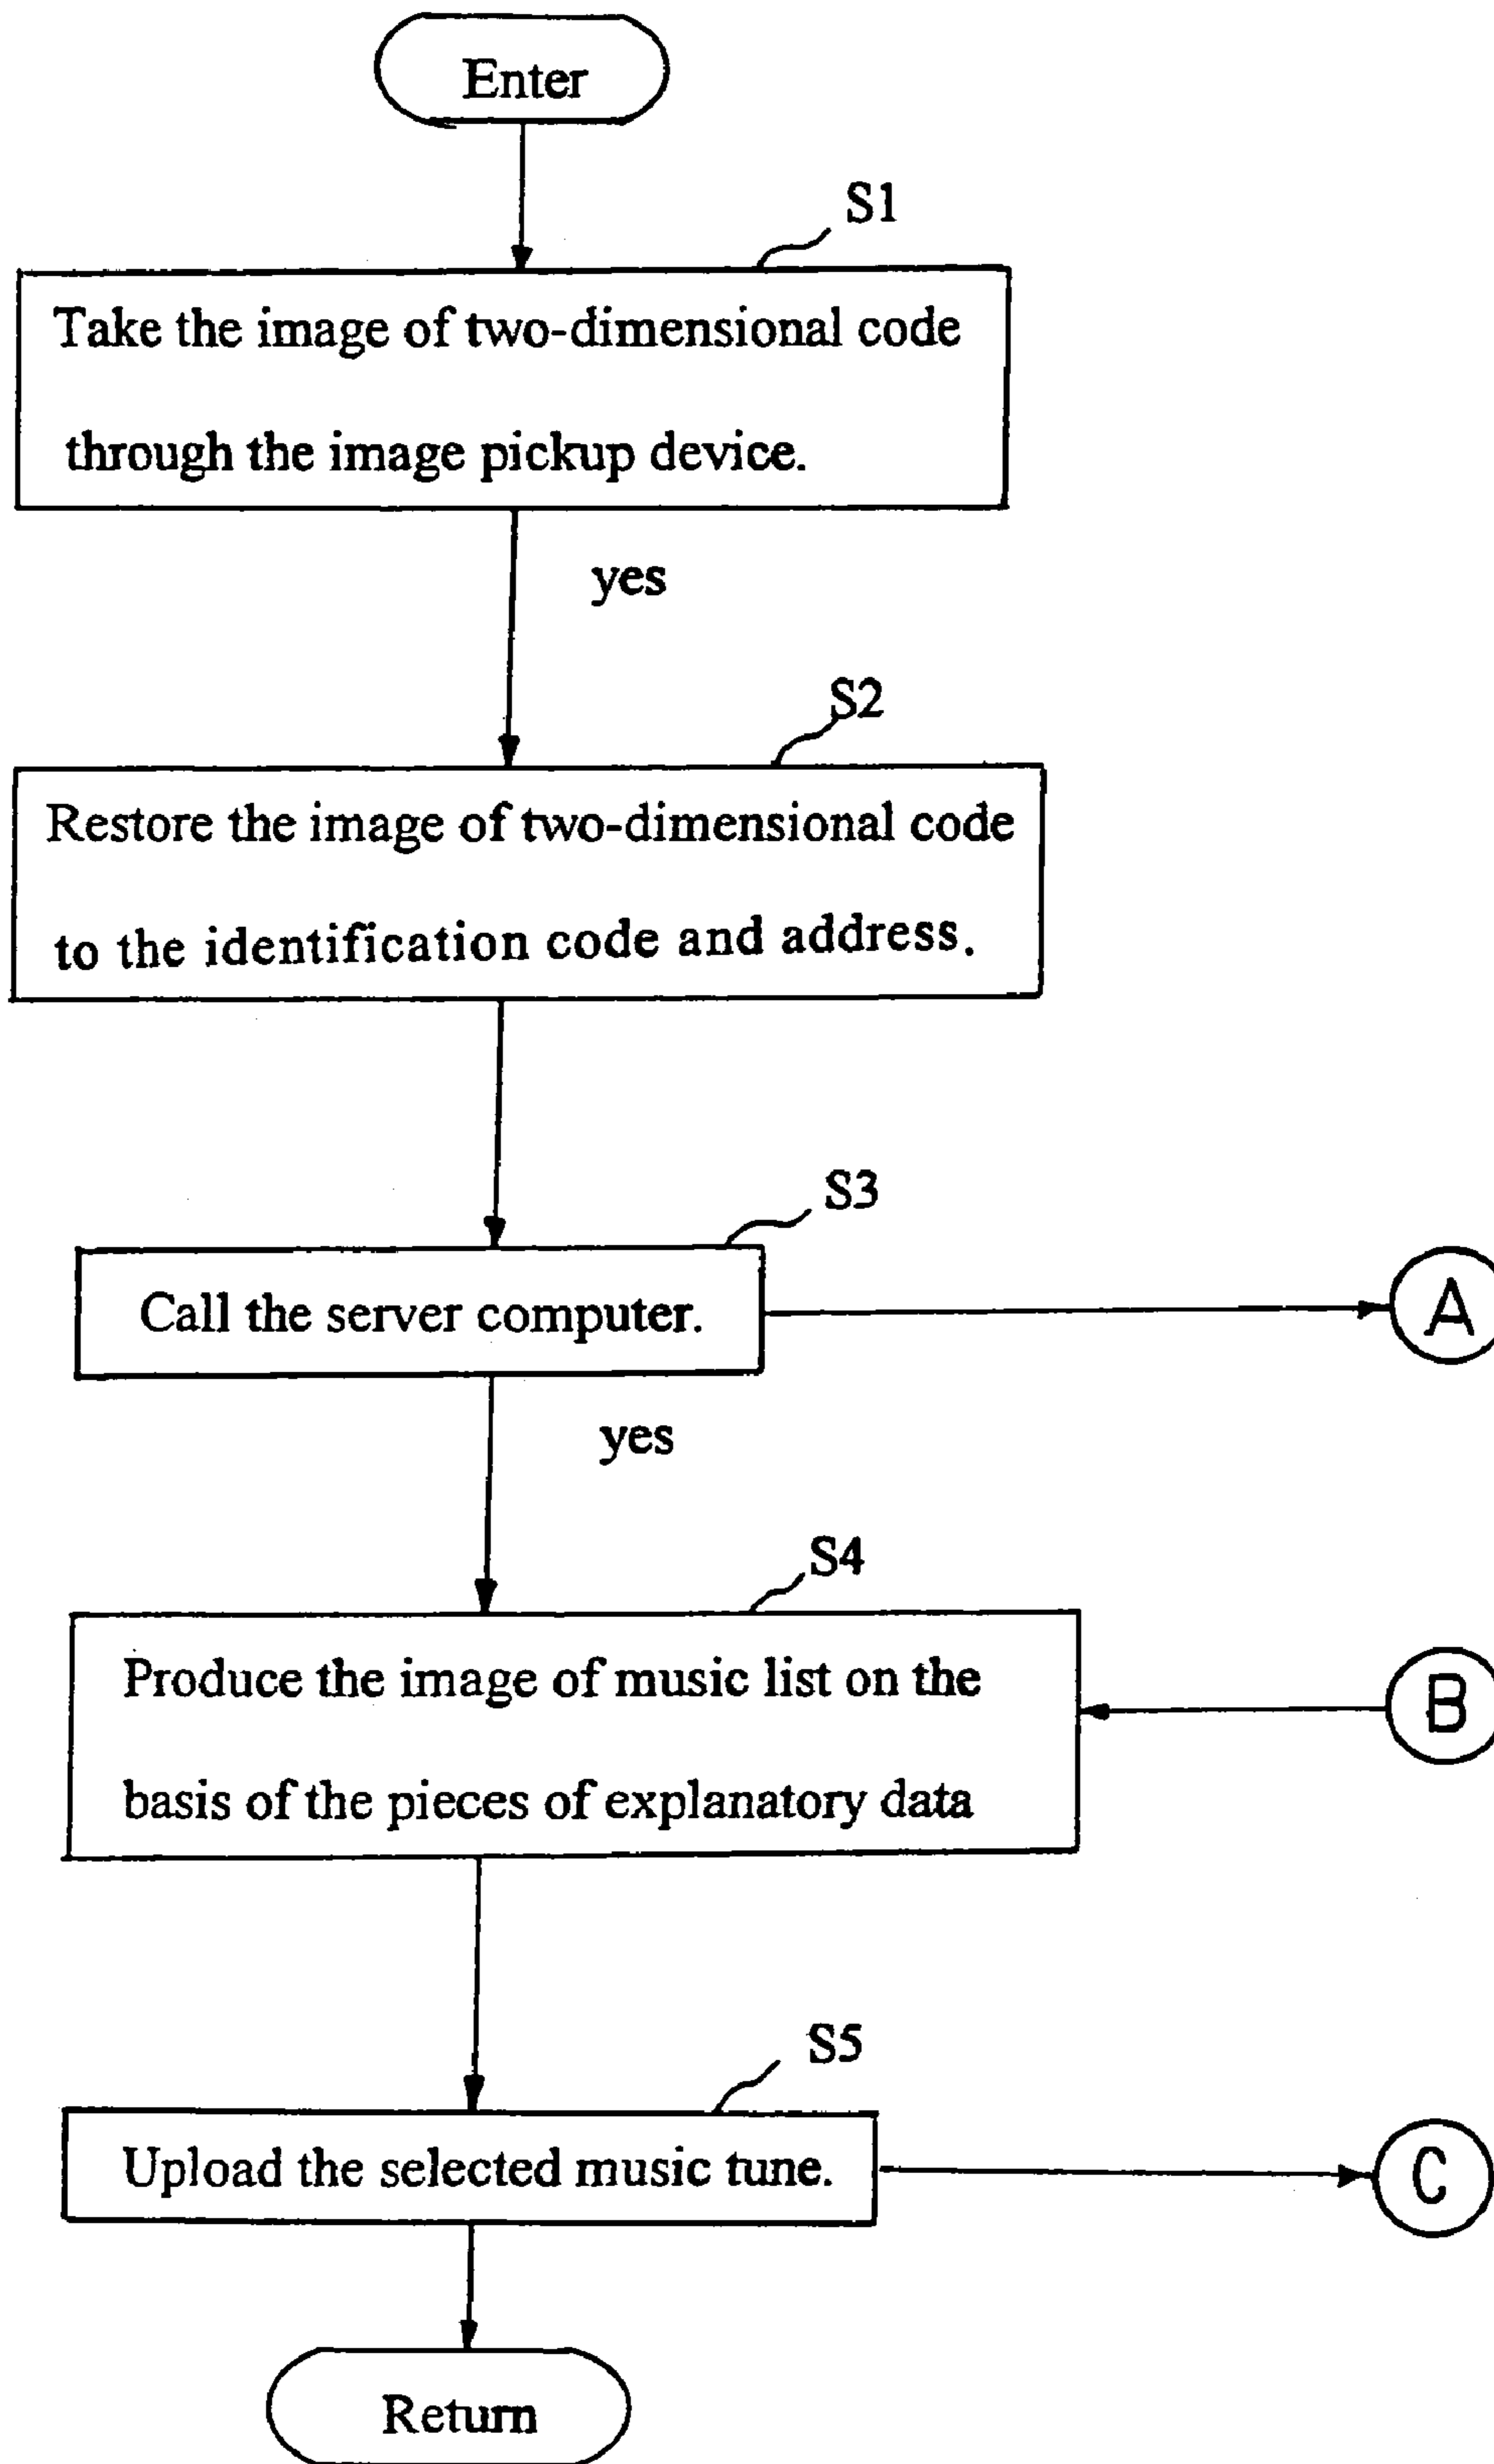 Enter
S1
Take the image of two-dimensional code
through the image pickup device.
yes
S2
Restore the image of two-dimensional code
to the identification code and address.
S3
Call the server computer.
A
yes
S4
Produce the image of music list on the
B
basis of the pieces of explanatory data
S5
Upload the selected music tune.
C
Return